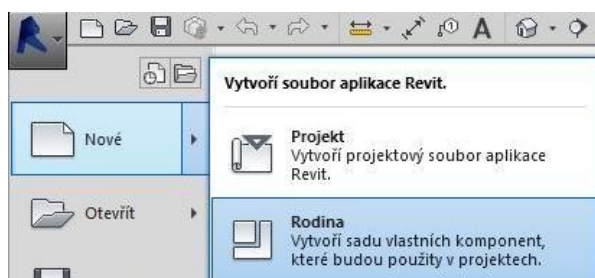 A
Vytvoří soubor aplikace Revit.
Nové
Projekt
Vytvoří projektový soubor aplikace
Revit.
Otevřít
Rodina
Vytvoří sadu vlastních komponent,
které budou použity v projektech.